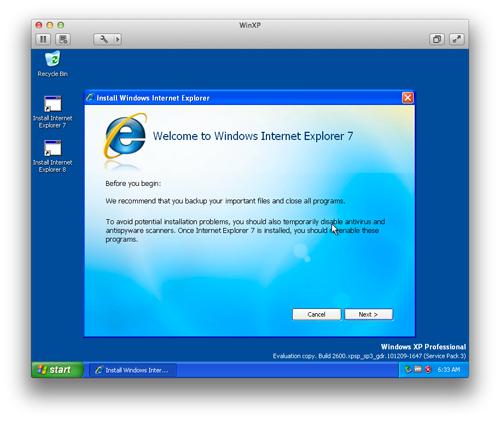 WinXP
Recycle Bin
Install Internet
Explorer 7
Install Internet
Explorer 8
Install Windows Internet Explorer
Welcome to Windows Internet Explorer 7
Before you begin:
We recommend that you backup your important files and close all programs.
To avoid potential installation problems, you should also temporarily disable antivirus and
antispyware scanners. Once Internet Explorer 7 is installed, you should re-enable these
programs.
Cancel
Next >
Windows XP Professional
Evaluation copy. Build 2600.xpsp_sp3_gdr.101209-1647 (Service Pack 3)
start
Install Windows Inter...
6:33 AM